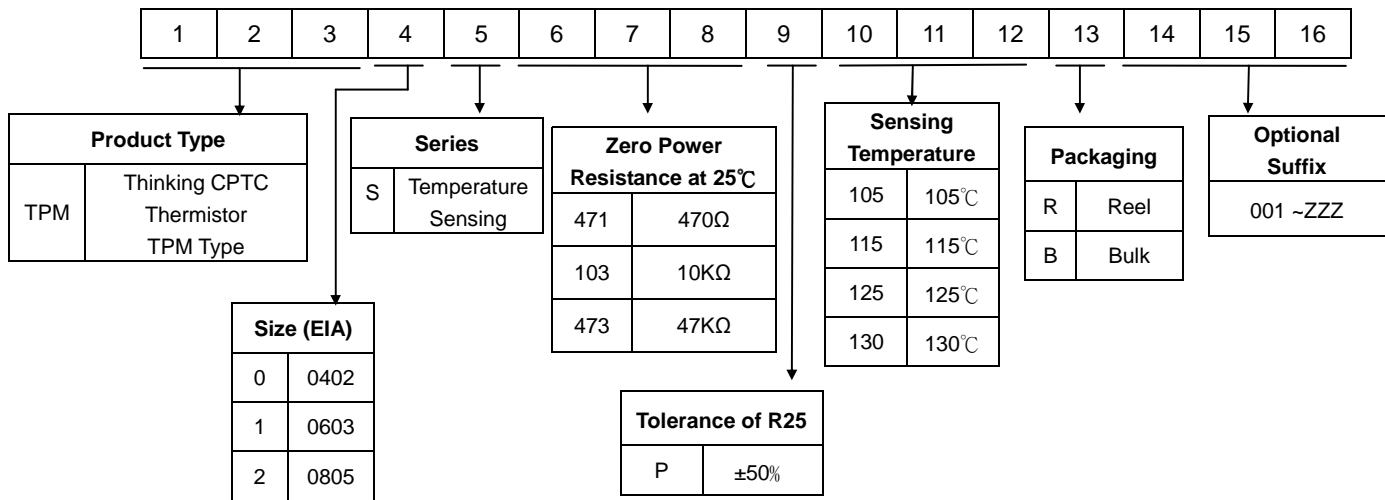 1 2 3 4 5 6 7 8 9 10 11 12 13 14 15 16
Product Type
TPM
Thinking CPTC
Thermistor
TPM Type
Size (EIA)
0 0402
1 0603
2 0805
Series
S
Temperature
Sensing
Zero Power
Resistance at 25℃
471 470Ω
103 10KΩ
473 47KΩ
Tolerance of R25
P ±50%
Sensing
Temperature
105 105℃
115 115℃
125 125℃
130 130℃
Packaging
R Reel
B Bulk
Optional
Suffix
001 ~ZZZ